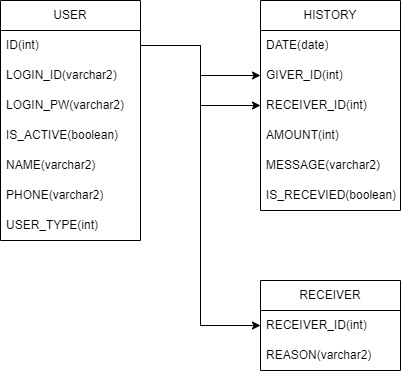 USER
ID(int)
LOGIN_ID(varchar2)
LOGIN_PW(varchar2)
IS_ACTIVE(boolean)
NAME(varchar2)
PHONE(varchar2)
USER_TYPE(int)
HISTORY
DATE(date)
GIVER_ID(int)
RECEIVER_ID(int)
AMOUNT(int)
MESSAGE(varchar2)
IS_RECEVIED(boolean)
RECEIVER
RECEIVER_ID(int)
REASON(varchar2)